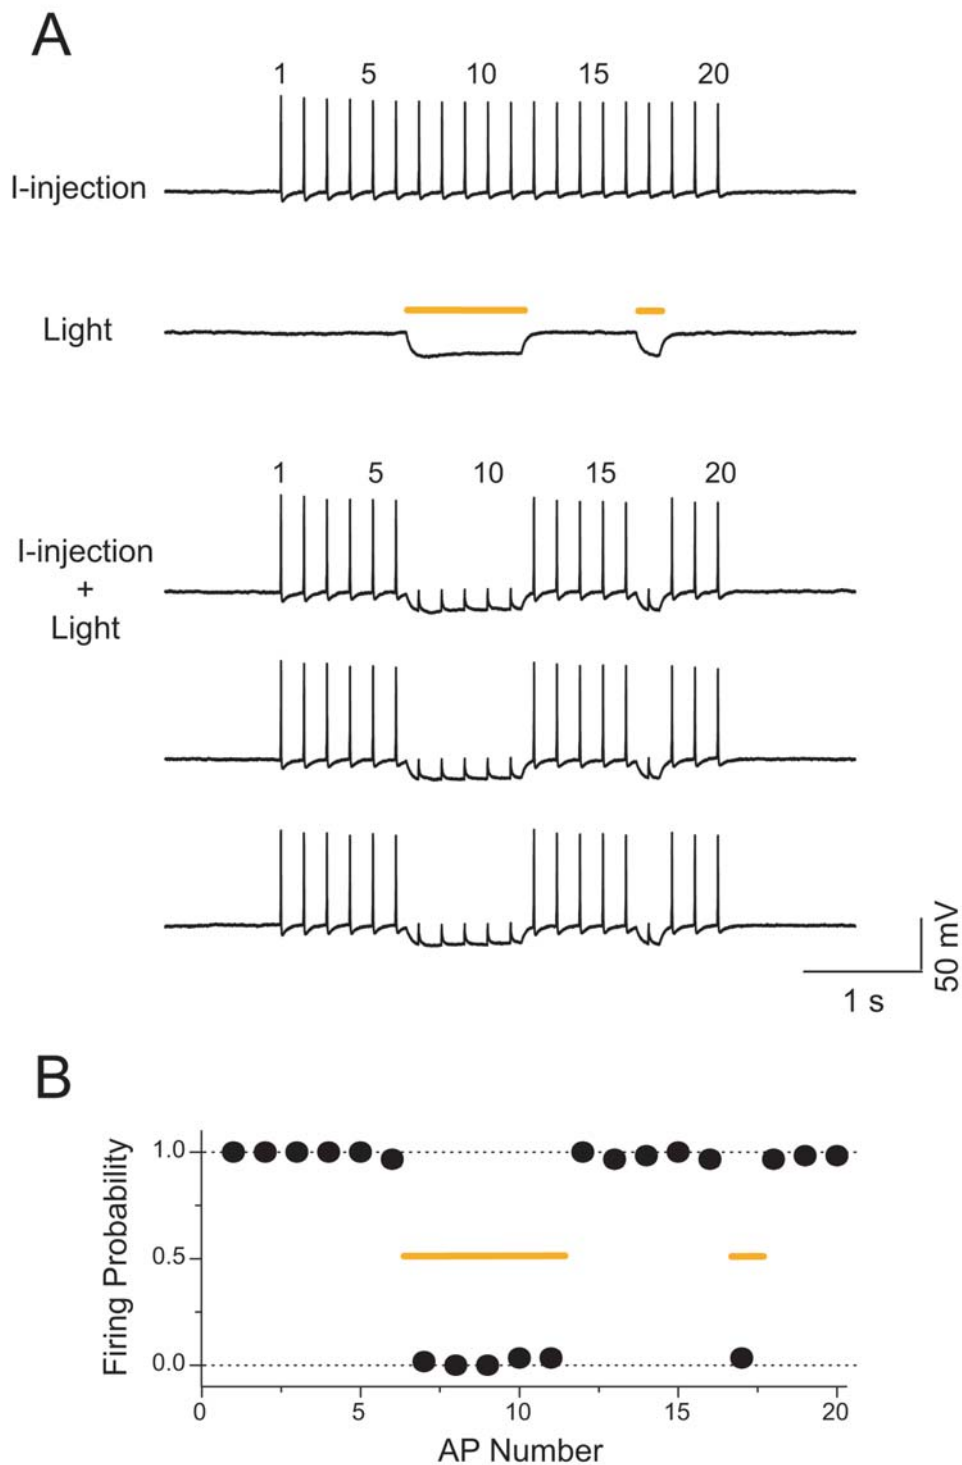 A
1 5 10 15 20
I-injection
Light
1 5 10 15 20
I-injection
+
Light
50 mV
1 s
B
Firing Probability
1.0
0.5
0.0
0 5 10 15 20
AP Number